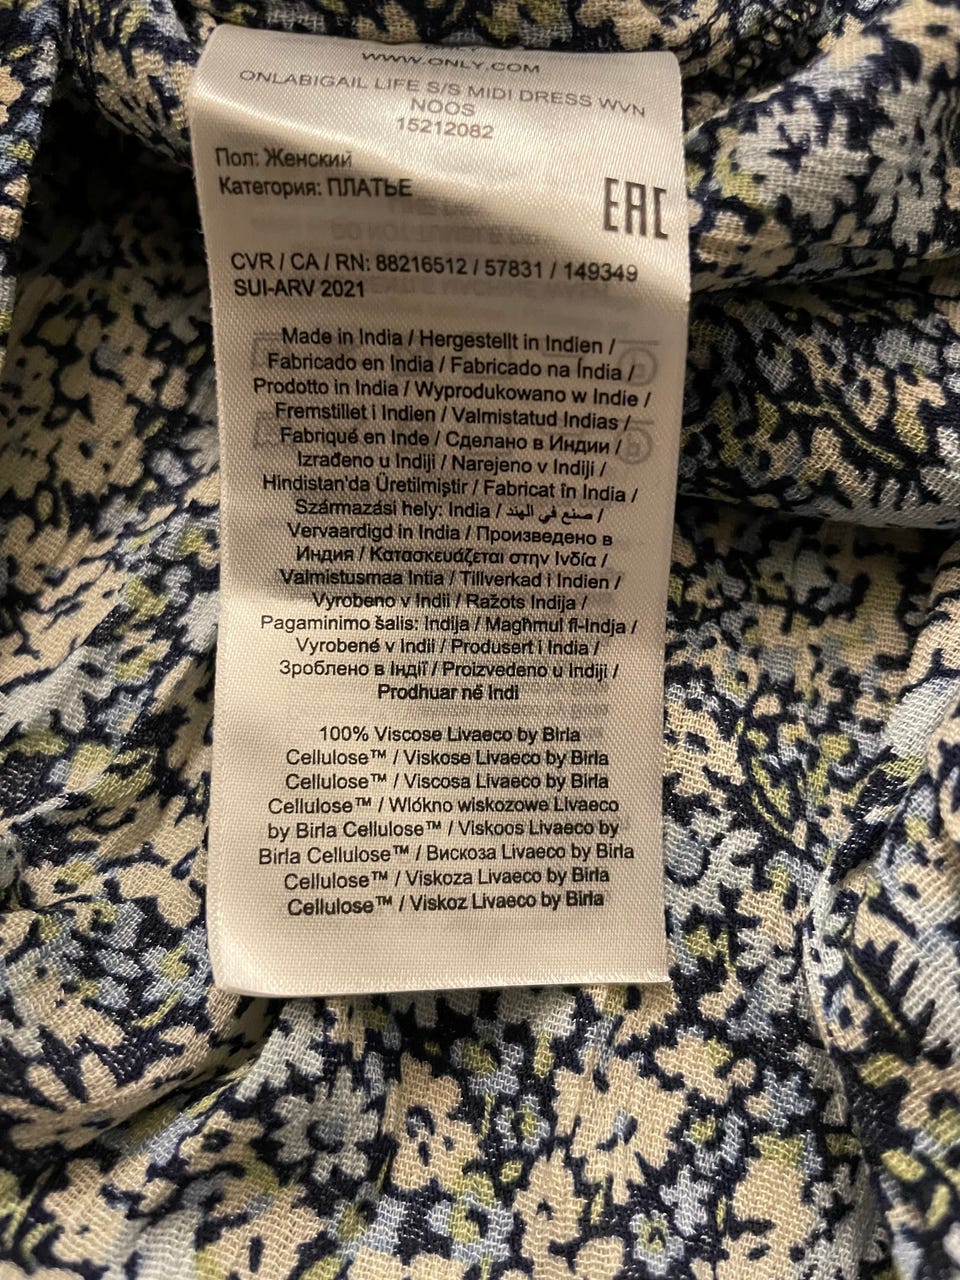 WWW.ONLY.COM
ONLABIGAIL LIFE S/S MIDI DRESS WVN
NOOS
15212082
Пол: Женский
Категория: ПЛАТЬЕ
EAC
CVR / CA / RN: 88216512 / 57831 / 149349
SUI-ARV 2021
Made in India / Hergestellt in Indien /
Fabricado en India / Fabricado na Índia /
Prodotto in India / Wyprodukowano w Indie /
Fremstillet i Indien / Valmistatud Indias /
Fabriqué en Inde / Сделано в Индии /
Izrađeno u Indiji / Narejeno v Indiji /
Hindistan'da Üretilmiştir / Fabricat în India /
Származási hely: India / صنع في الهند /
Vervaardigd in India / Произведено в
Индия / Κατασκευάζεται στην Ινδία /
Valmistusmaa Intia / Tillverkad i Indien /
Vyrobeno v Indii / Ražots Indija /
Pagaminimo šalis: Indija / Magħmul fl-Indja /
Vyrobené v Indii / Produsert i India /
Зроблено в Індії / Proizvedeno u Indiji /
Prodhuar në Indi
100% Viscose Livaeco by Birla
Cellulose™ / Viskose Livaeco by Birla
Cellulose™ / Viscosa Livaeco by Birla
Cellulose™ / Wlókno wiskozowe Livaeco
by Birla Cellulose™ / Viskoos Livaeco by
Birla Cellulose™ / Вискоза Livaeco by Birla
Cellulose™ / Viskoza Livaeco by Birla
Cellulose™ / Viskoz Livaeco by Birla